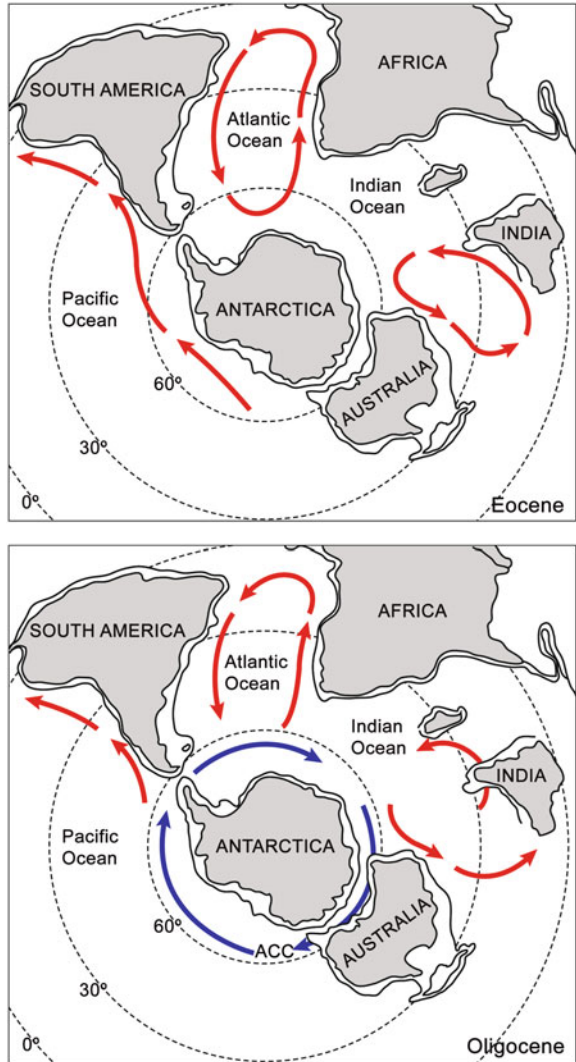 SOUTH AMERICA
AFRICA
Atlantic
Ocean
Indian
Ocean
INDIA
Pacific
Ocean
ANTARCTICA
AUSTRALIA
60º
30º
0º
Eocene
SOUTH AMERICA
AFRICA
Atlantic
Ocean
Indian
Ocean
INDIA
Pacific
Ocean
ANTARCTICA
60º
ACC
AUSTRALIA
30º
0º
Oligocene